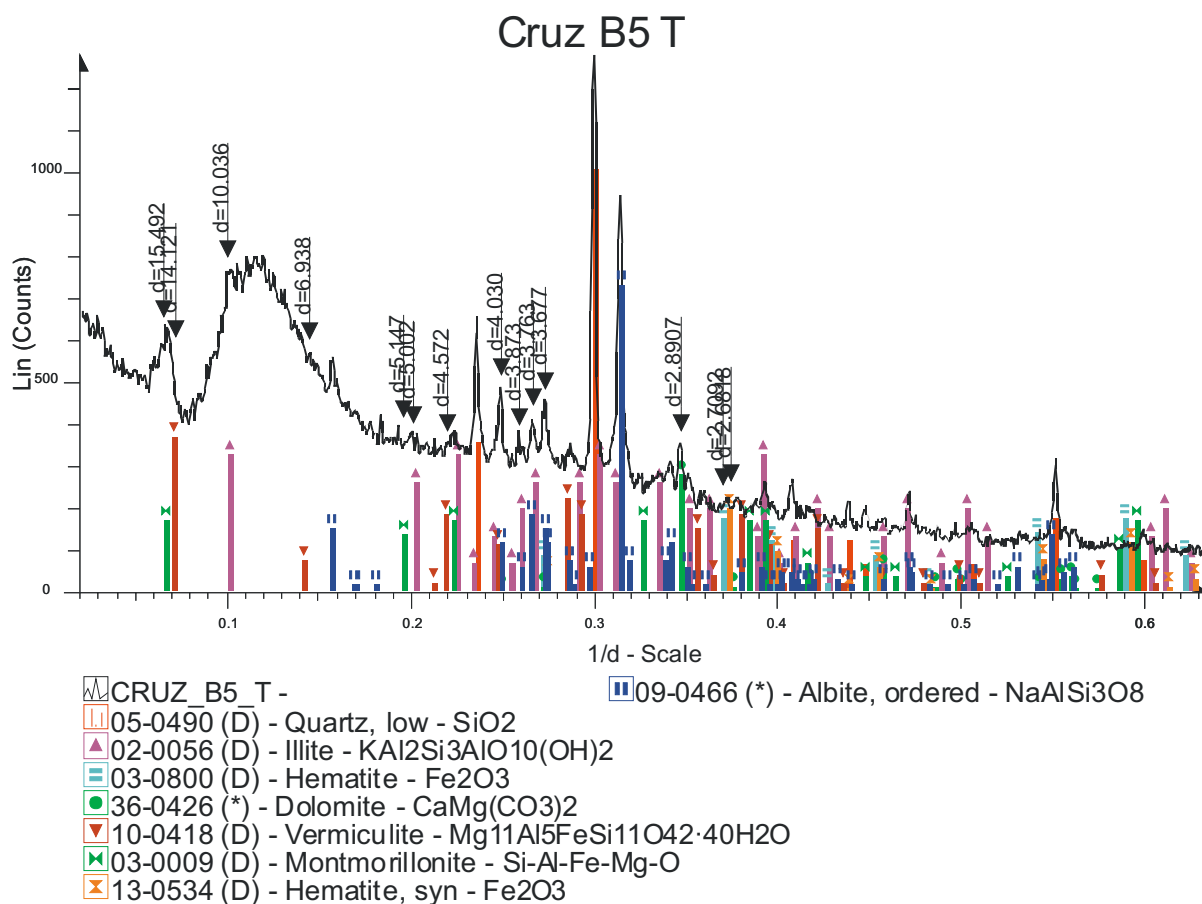 Cruz B5 T
Lin (Counts)
1000
500
0
d=15.492
d=14.121
d=10.036
d=6.938
d=5.147
d=5.002
d=4.572
d=4.030
d=3.873
d=3.763
d=3.677
d=2.8907
d=2.7092
d=2.6818
0.1 0.2 0.3 0.4 0.5 0.6
1/d - Scale
CRUZ_B5_T -
05-0490 (D) - Quartz, low - SiO2
02-0056 (D) - Illite - KAl2Si3AlO10(OH)2
03-0800 (D) - Hematite - Fe2O3
36-0426 (*) - Dolomite - CaMg(CO3)2
10-0418 (D) - Vermiculite - Mg11Al5FeSi11O42·40H2O
03-0009 (D) - Montmorillonite - Si-Al-Fe-Mg-O
13-0534 (D) - Hematite, syn - Fe2O3
09-0466 (*) - Albite, ordered - NaAlSi3O8